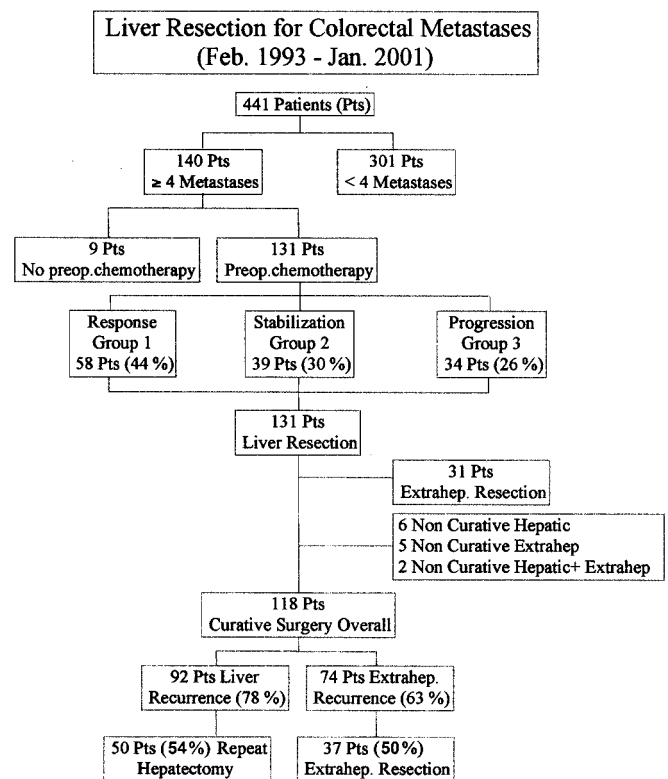 Liver Resection for Colorectal Metastases
(Feb. 1993 - Jan. 2001)
441 Patients (Pts)
140 Pts
≥ 4 Metastases
301 Pts
< 4 Metastases
9 Pts
No preop.chemotherapy
131 Pts
Preop.chemotherapy
Response
Group 1
58 Pts (44 %)
Stabilization
Group 2
39 Pts (30 %)
Progression
Group 3
34 Pts (26 %)
131 Pts
Liver Resection
31 Pts
Extrahep. Resection
6 Non Curative Hepatic
5 Non Curative Extrahep
2 Non Curative Hepatic+ Extrahep
118 Pts
Curative Surgery Overall
92 Pts Liver
Recurrence (78 %)
74 Pts Extrahep.
Recurrence (63 %)
50 Pts (54%) Repeat
Hepatectomy
37 Pts (50%)
Extrahep. Resection